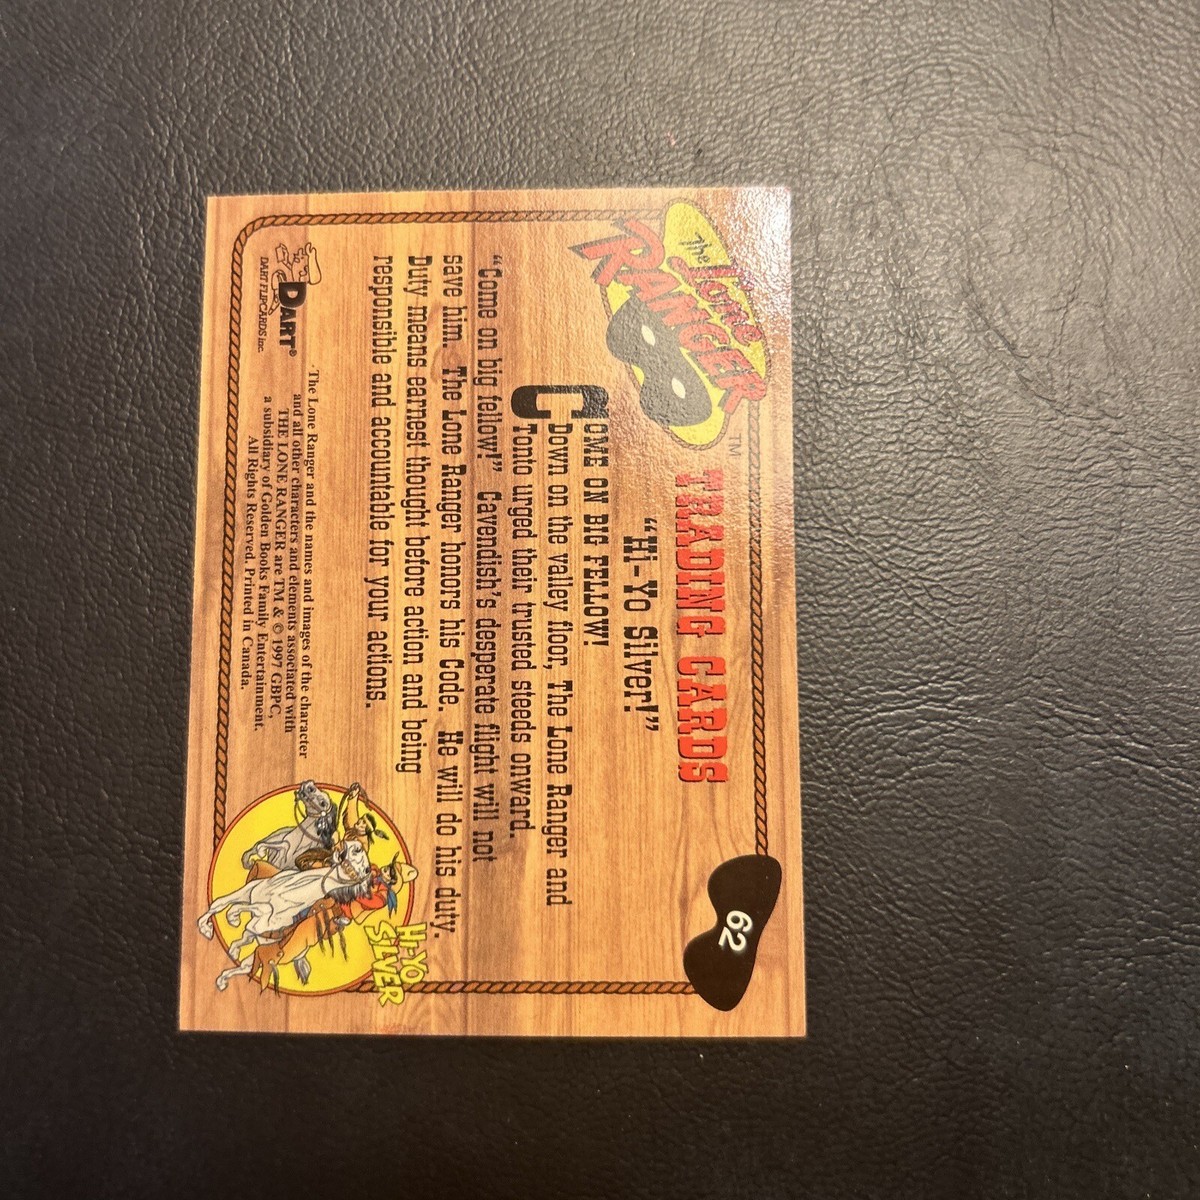 The Lone
RANGER
TM
TRADING CARDS
62
"Hi-Yo Silver!"
COME ON BIG FELLOW!
Down on the valley floor, The Lone Ranger and
Tonto urged their trusted steeds onward.
"Come on big fellow!" Cavendish's desperate flight will not
save him. The Lone Ranger honors his Code. He will do his duty.
Duty means earnest thought before action and being
responsible and accountable for your actions.
DART®
DART FLIPCARDS inc.
The Lone Ranger and the names and images of the character
and all other characters and elements associated with
THE LONE RANGER are TM & © 1997 GBPC,
a subsidiary of Golden Books Family Entertainment.
All Rights Reserved. Printed in Canada.
HI-YO
SILVER